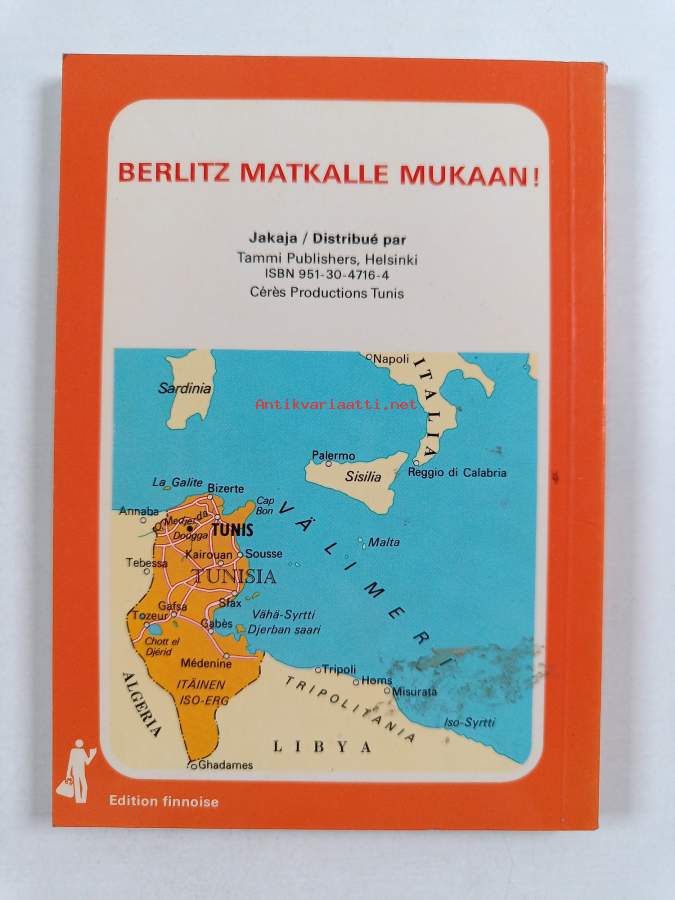 BERLITZ MATKALLE MUKAAN!
Jakaja / Distribué par
Tammi Publishers, Helsinki
ISBN 951-30-4716-4
Cérès Productions Tunis
Napoli
ITALIA
Sardinia
Antikvariaatti.net
Palermo
Sisilia
Reggio di Calabria
La Galite
Bizerte
Cap
Bon
Annaba
Medjerda
TUNIS
Dougga
VÄLIMERI
Malta
Kairouan
Sousse
Tebessa
TUNISIA
Sfax
Gafsa
Vähä-Syrtti
Tozeur
Gabès
Djerban saari
Chott el
Djérid
Médenine
Tripoli
Homs
Misurata
ITÄINEN
ISO-ERG
ALGERIA
TRIPOLITANIA
Iso-Syrtti
LIBYA
Ghadames
Edition finnoise